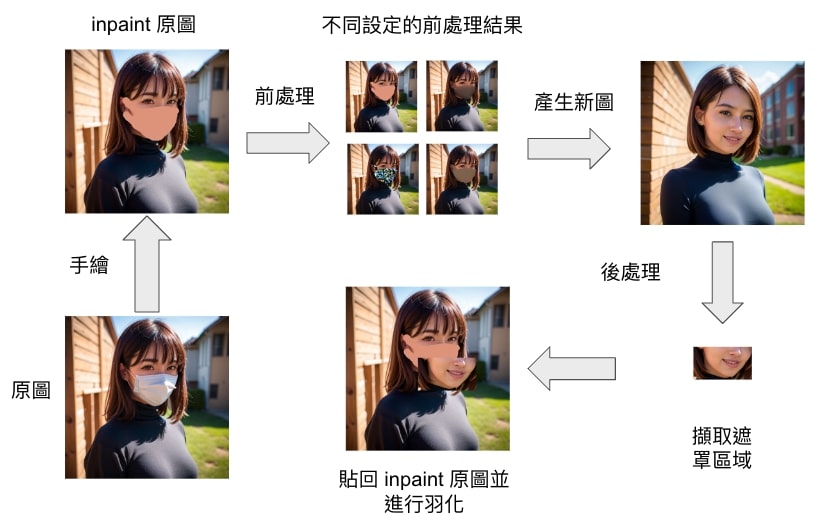 inpaint 原圖
不同設定的前處理結果
前處理
產生新圖
手繪
後處理
原圖
擷取遮
罩區域
貼回 inpaint 原圖並
進行羽化